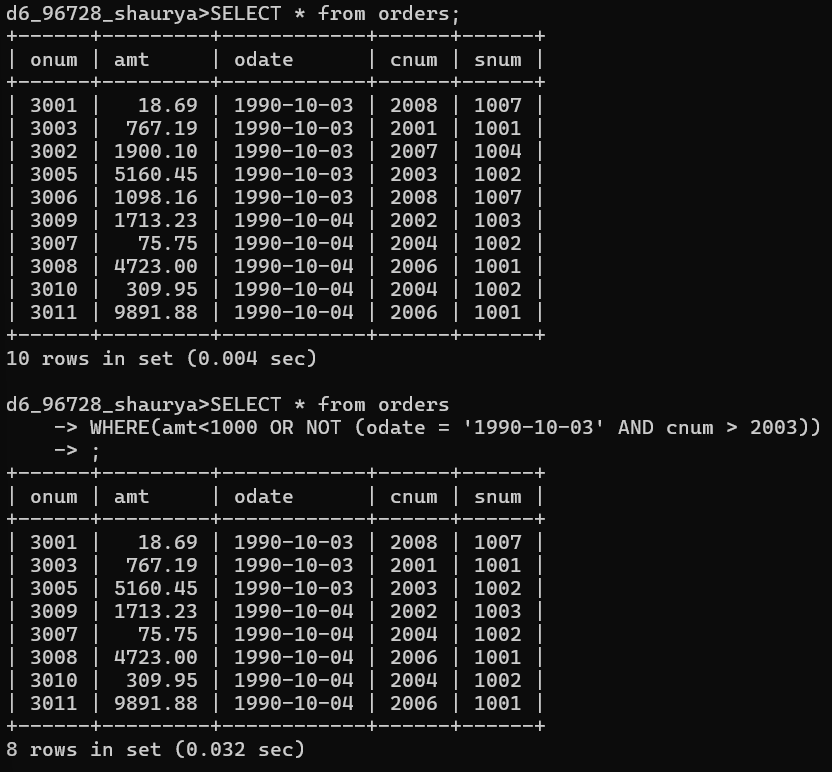 d6_96728_shaurya>SELECT * from orders;
+------+---------+------------+------+------+
| onum | amt     | odate      | cnum | snum |
+------+---------+------------+------+------+
| 3001 |   18.69 | 1990-10-03 | 2008 | 1007 |
| 3003 |  767.19 | 1990-10-03 | 2001 | 1001 |
| 3002 | 1900.10 | 1990-10-03 | 2007 | 1004 |
| 3005 | 5160.45 | 1990-10-03 | 2003 | 1002 |
| 3006 | 1098.16 | 1990-10-03 | 2008 | 1007 |
| 3009 | 1713.23 | 1990-10-04 | 2002 | 1003 |
| 3007 |   75.75 | 1990-10-04 | 2004 | 1002 |
| 3008 | 4723.00 | 1990-10-04 | 2006 | 1001 |
| 3010 |  309.95 | 1990-10-04 | 2004 | 1002 |
| 3011 | 9891.88 | 1990-10-04 | 2006 | 1001 |
+------+---------+------------+------+------+
10 rows in set (0.004 sec)

d6_96728_shaurya>SELECT * from orders
    -> WHERE(amt<1000 OR NOT (odate = '1990-10-03' AND cnum > 2003))
    -> ;
+------+---------+------------+------+------+
| onum | amt     | odate      | cnum | snum |
+------+---------+------------+------+------+
| 3001 |   18.69 | 1990-10-03 | 2008 | 1007 |
| 3003 |  767.19 | 1990-10-03 | 2001 | 1001 |
| 3005 | 5160.45 | 1990-10-03 | 2003 | 1002 |
| 3009 | 1713.23 | 1990-10-04 | 2002 | 1003 |
| 3007 |   75.75 | 1990-10-04 | 2004 | 1002 |
| 3008 | 4723.00 | 1990-10-04 | 2006 | 1001 |
| 3010 |  309.95 | 1990-10-04 | 2004 | 1002 |
| 3011 | 9891.88 | 1990-10-04 | 2006 | 1001 |
+------+---------+------------+------+------+
8 rows in set (0.032 sec)